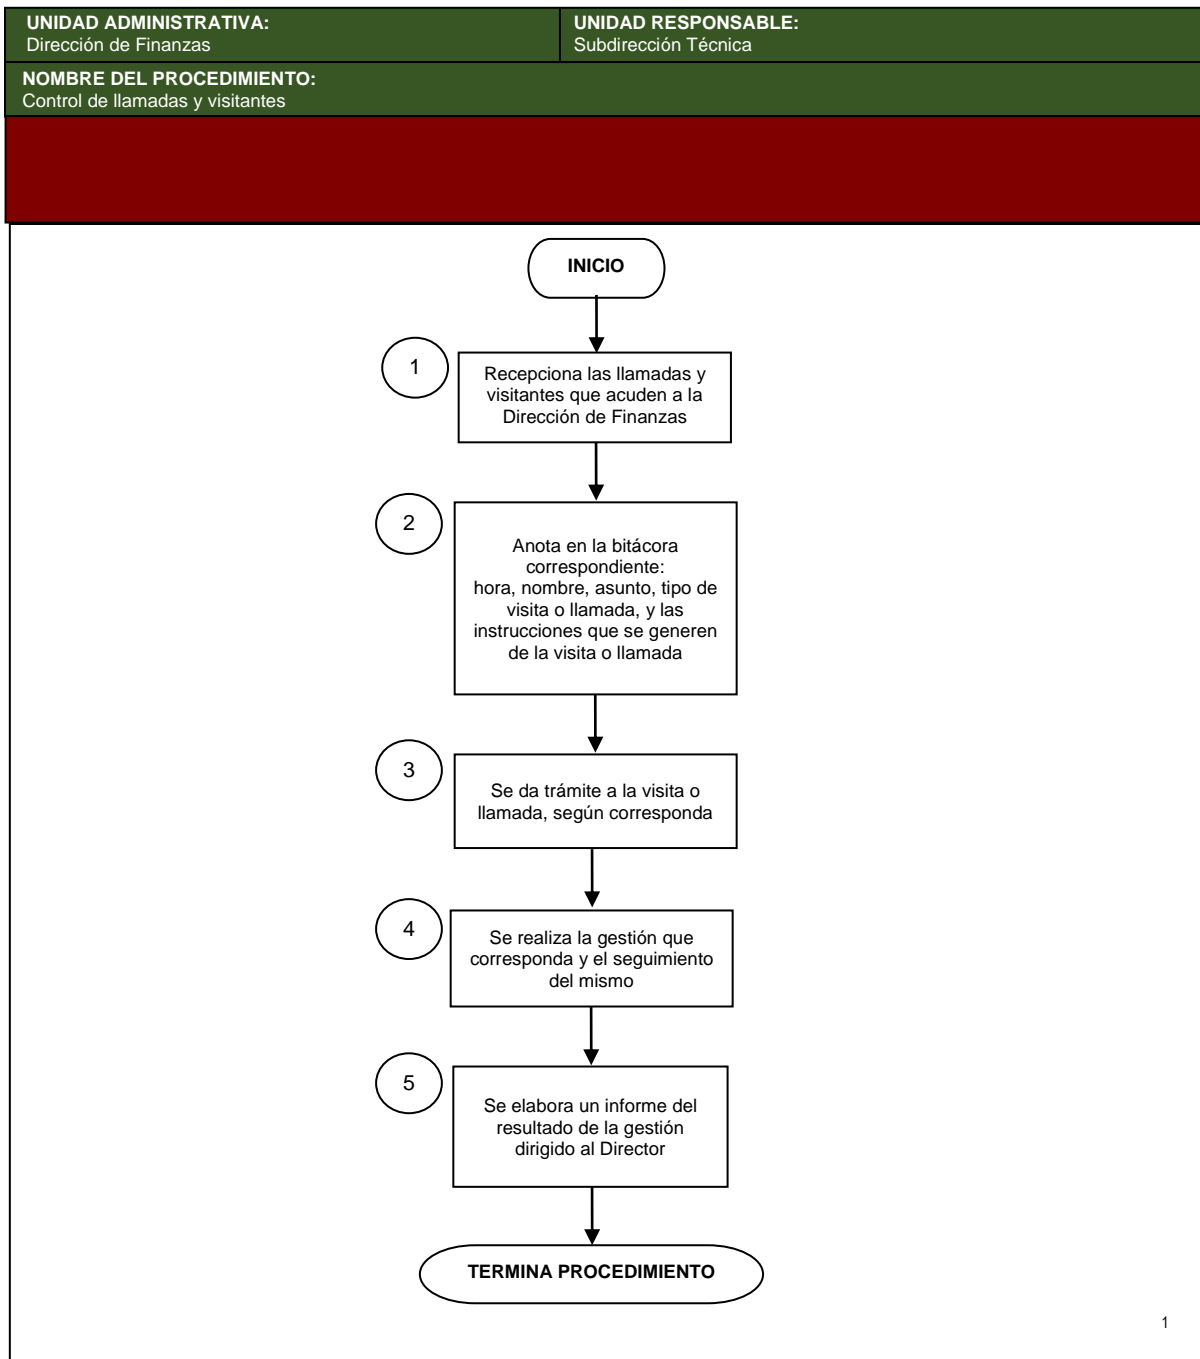 UNIDAD ADMINISTRATIVA:
Dirección de Finanzas
UNIDAD RESPONSABLE:
Subdirección Técnica
NOMBRE DEL PROCEDIMIENTO:
Control de llamadas y visitantes
INICIO
1
Recepciona las llamadas y
visitantes que acuden a la
Dirección de Finanzas
2
Anota en la bitácora
correspondiente:
hora, nombre, asunto, tipo de
visita o llamada, y las
instrucciones que se generen
de la visita o llamada
3
Se da trámite a la visita o
llamada, según corresponda
4
Se realiza la gestión que
corresponda y el seguimiento
del mismo
5
Se elabora un informe del
resultado de la gestión
dirigido al Director
TERMINA PROCEDIMIENTO
1